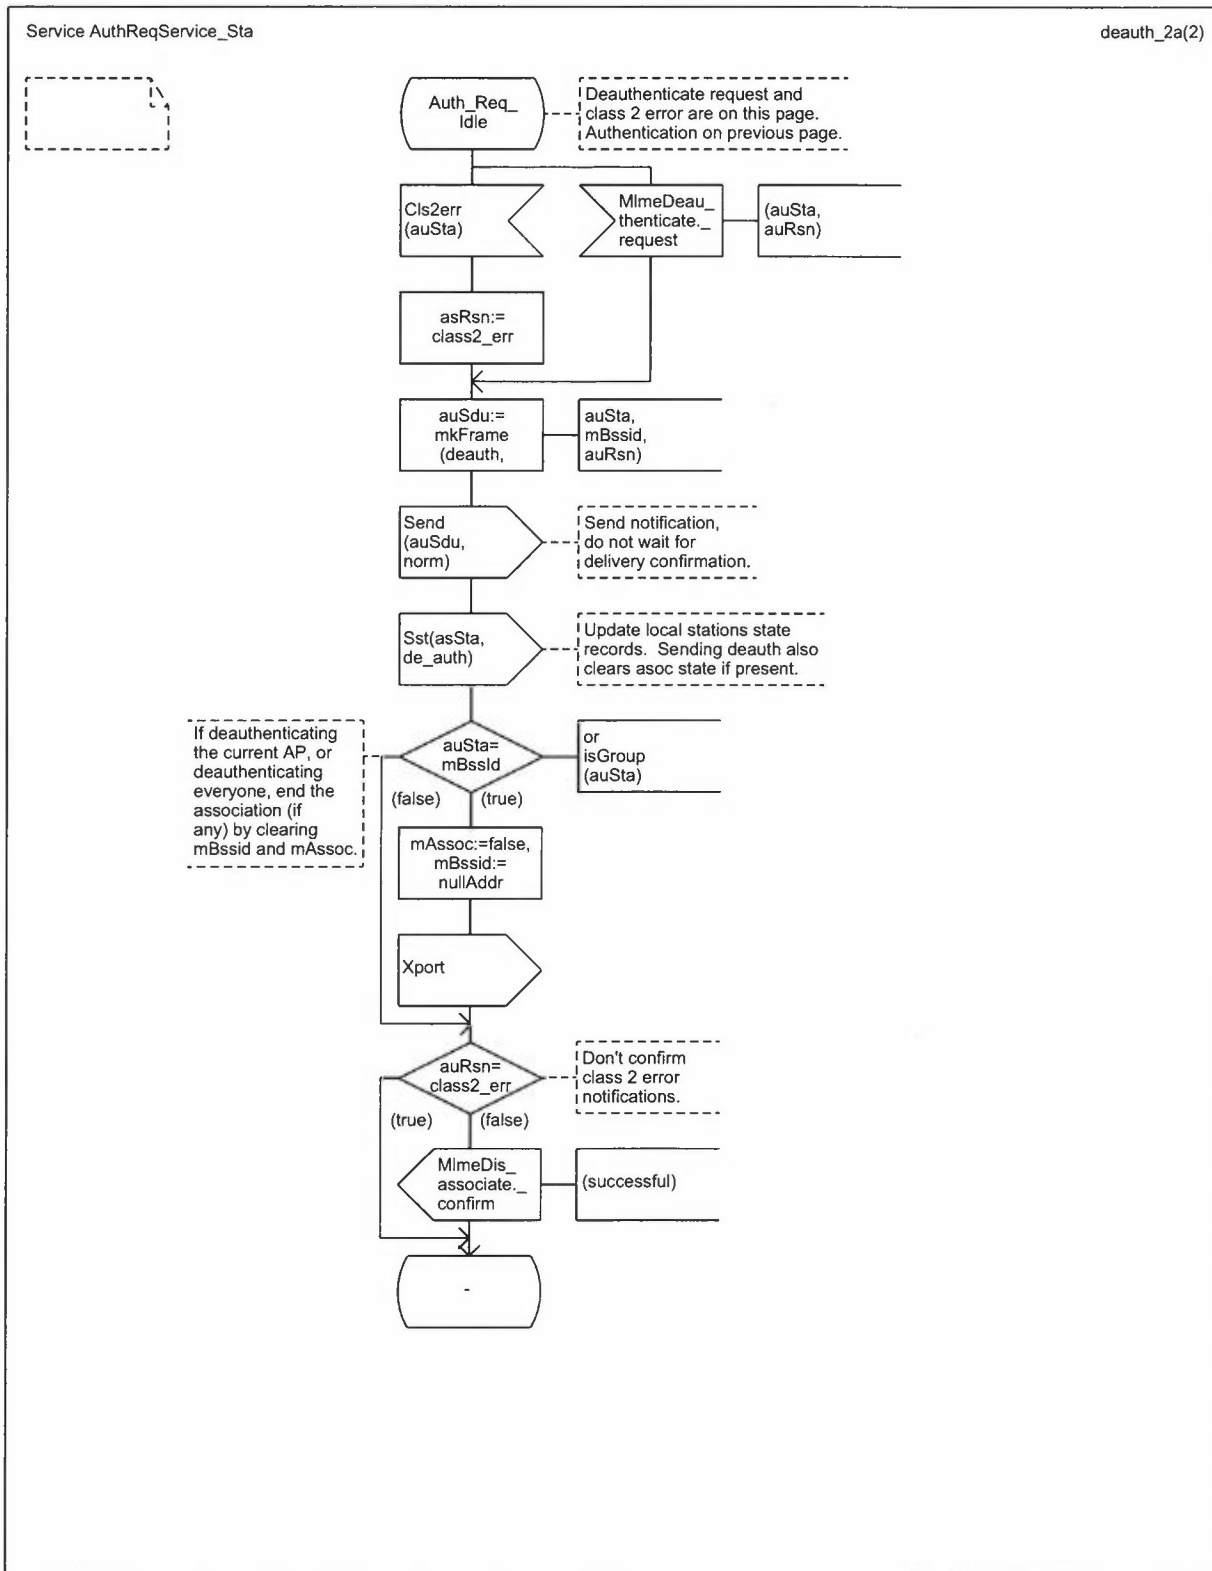 Service AuthReqService_Sta
deauth_2a(2)
Auth_Req_
Idle
Deauthenticate request and
class 2 error are on this page.
Authentication on previous page.
Cls2err
(auSta)
MlmeDeau_
thenticate._
request
(auSta,
auRsn)
asRsn:=
class2_err
auSdu:=
mkFrame
(deauth,
auSta,
mBssid,
auRsn)
Send
(auSdu,
norm)
Send notification,
do not wait for
delivery confirmation.
Sst(asSta,
de_auth)
Update local stations state
records. Sending deauth also
clears asoc state if present.
If deauthenticating
the current AP, or
deauthenticating
everyone, end the
association (if
any) by clearing
mBssid and mAssoc.
auSta=
mBssId
or
isGroup
(auSta)
(false)
(true)
mAssoc:=false,
mBssid:=
nullAddr
Xport
auRsn=
class2_err
Don't confirm
class 2 error
notifications.
(true)
(false)
MlmeDis_
associate._
confirm
(successful)
-